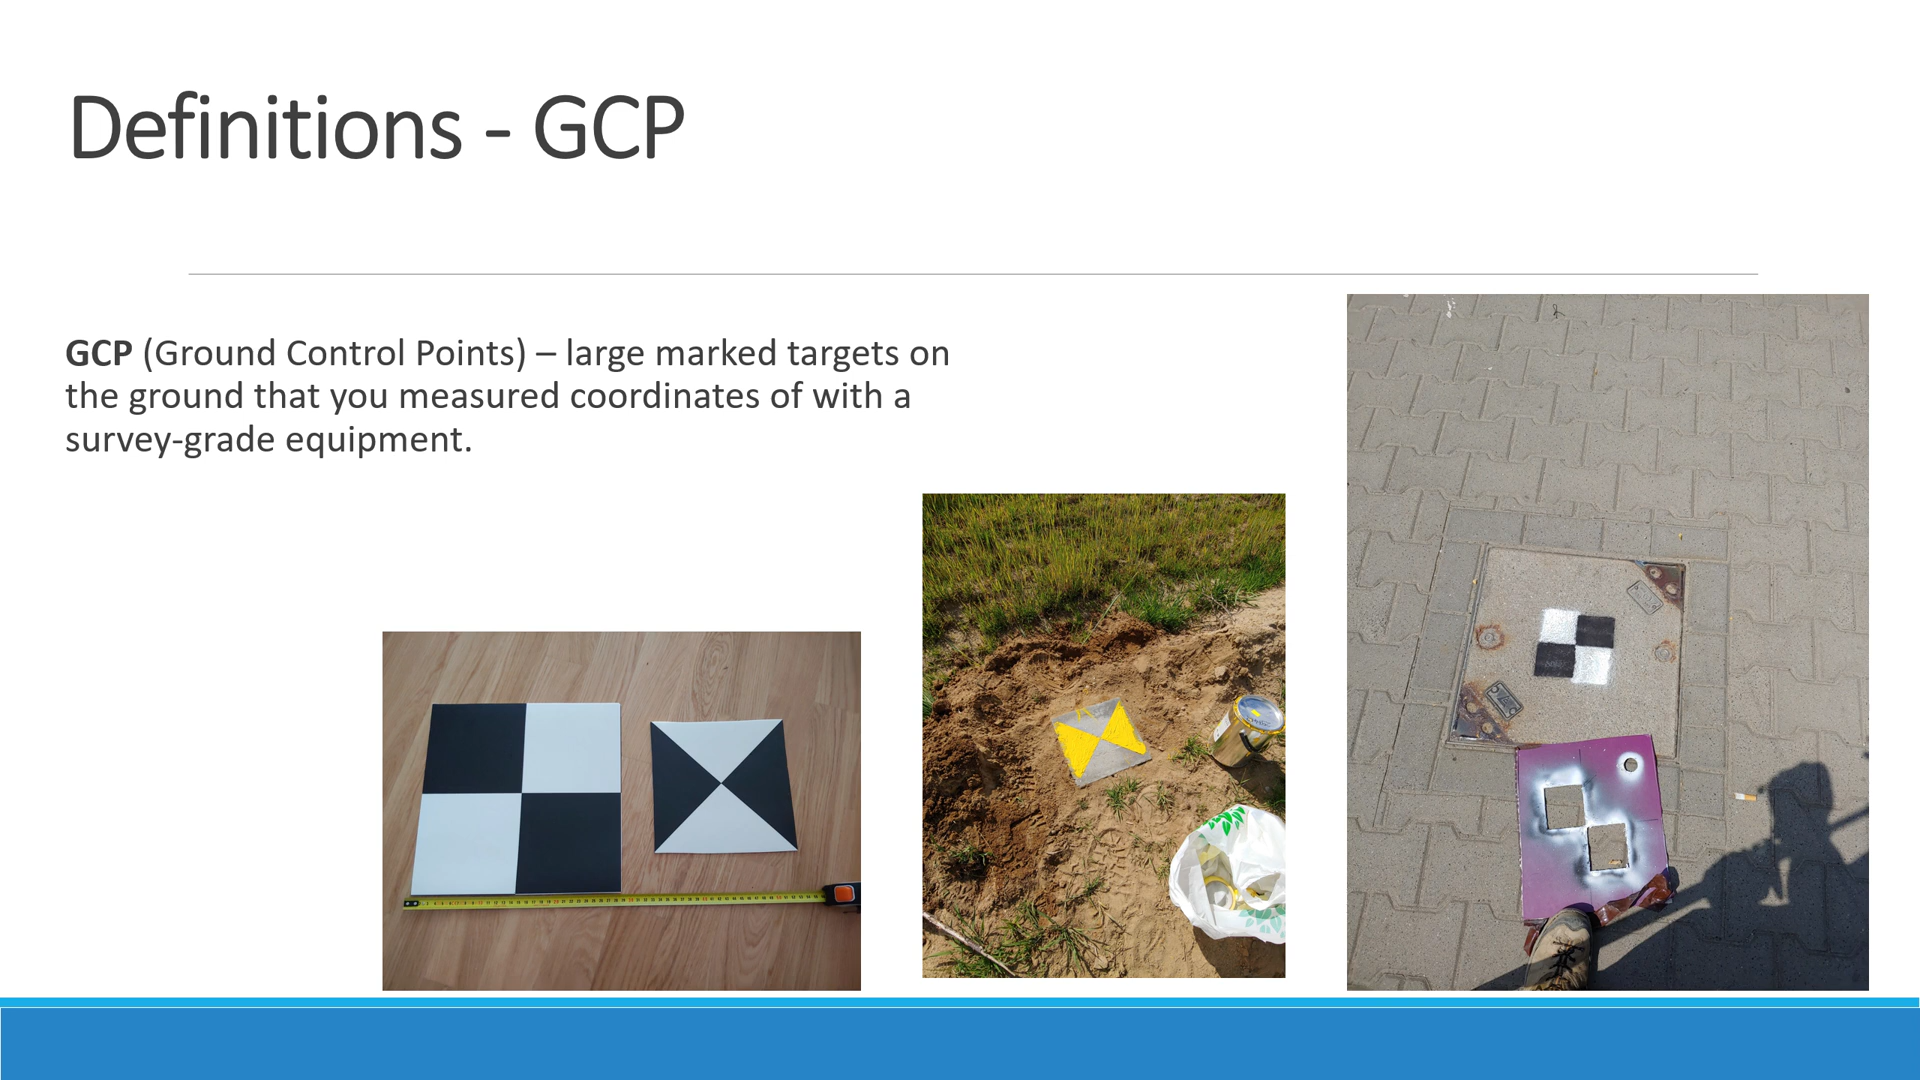 Definitions - GCP
GCP (Ground Control Points) – large marked targets on
the ground that you measured coordinates of with a
survey-grade equipment.